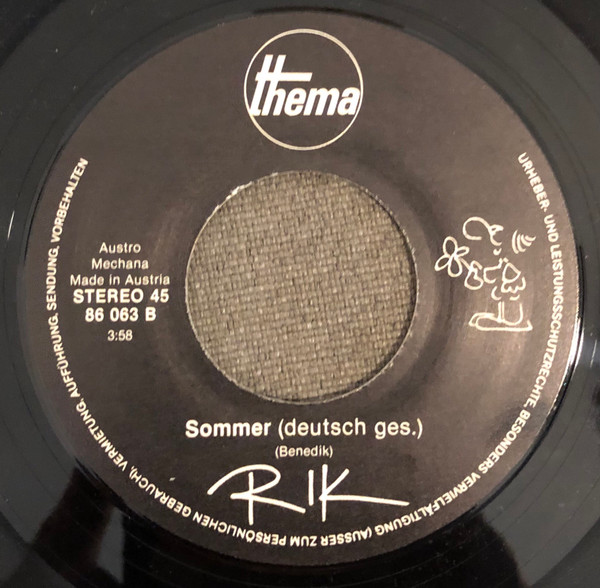 thema
Austro
Mechana
Made in Austria
STEREO 45
86 063 B
3:58
Sommer (deutsch ges.)
(Benedik)
RIK
URHEBER- UND LEISTUNGSSCHUTZRECHTE, BESONDERS VERVIELFÄLTIGUNG (AUSSER ZUM PERSÖNLICHEN GEBRAUCH), VERMIETUNG, AUFFÜHRUNG, SENDUNG, VORBEHALTEN